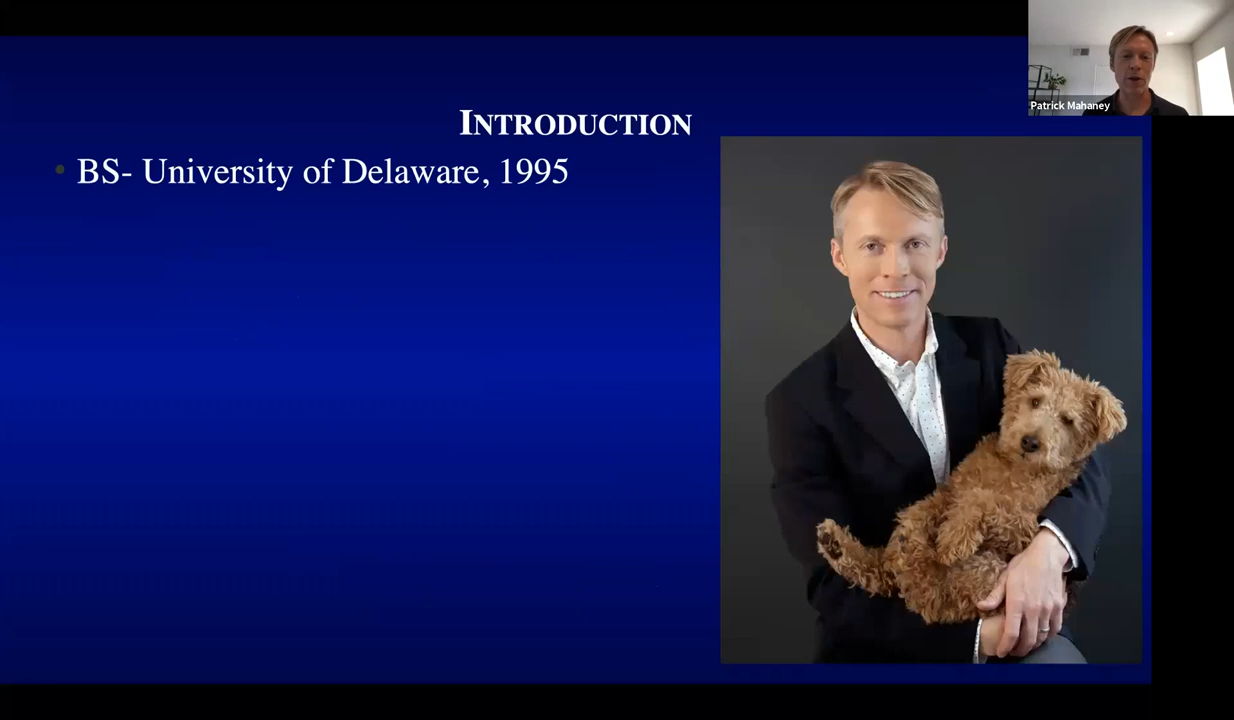 Patrick Mahaney
INTRODUCTION
• BS- University of Delaware, 1995